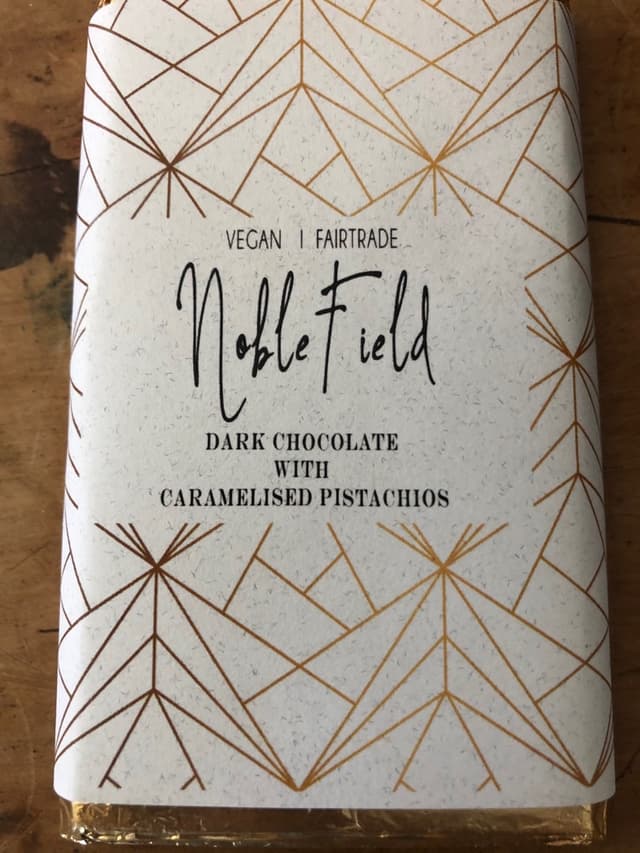 VEGAN | FAIRTRADE
Noble Field
DARK CHOCOLATE
WITH
CARAMELISED PISTACHIOS